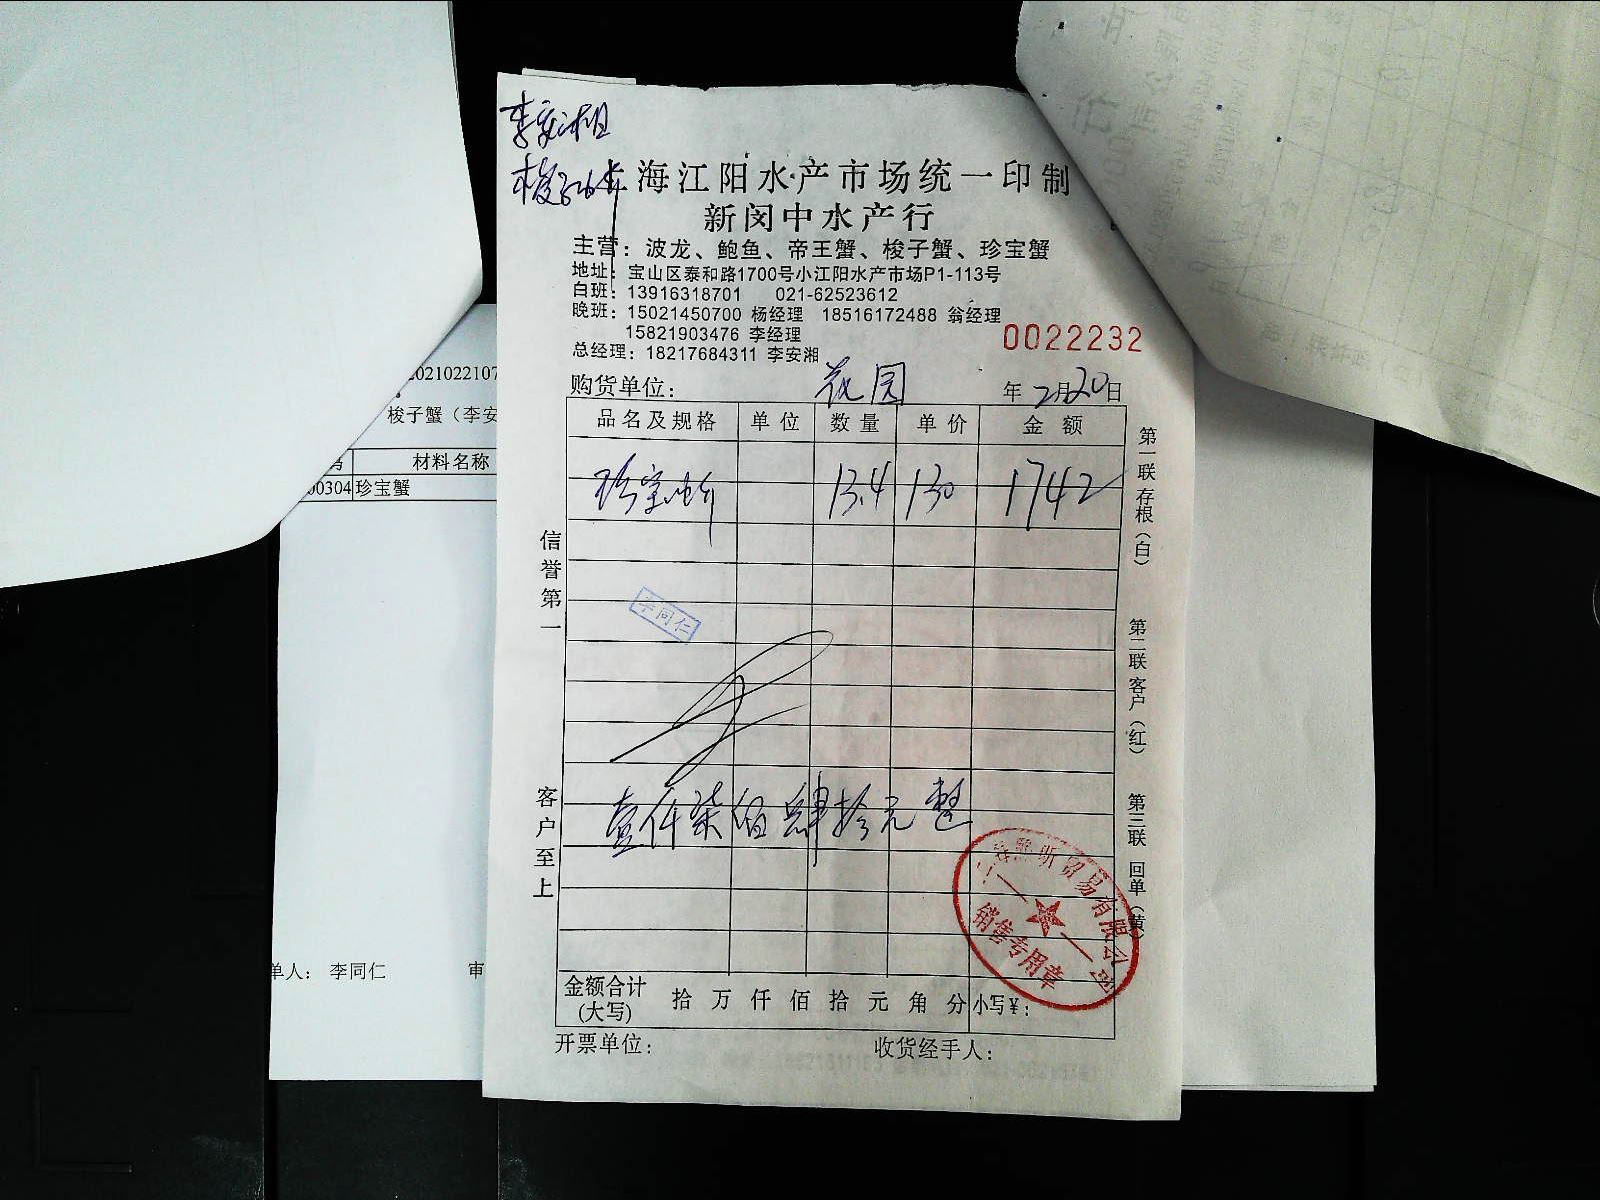 李安湘
梭子蟹
上海江阳水产市场统一印制
新闵中水产行
主营：波龙、鲍鱼、帝王蟹、梭子蟹、珍宝蟹
地址：宝山区泰和路1700号小江阳水产市场P1-113号
白班：13916318701 021-62523612
晚班：15021450700 杨经理 18516172488 翁经理
15821903476 李经理
总经理：18217684311 李安湘
0022232
购货单位： 花园 年 2月20日
品名及规格 单位 数量 单价 金额
珍宝蟹 13.4 130 1742
李同仁
壹仟柒佰肆拾元整
金额合计(大写) 拾 万 仟 佰 拾 元 角 分 小写￥：
开票单位： 收货经手人：
信誉第一
客户至上
第一联 存根（白）
第二联 客户（红）
第三联 回单（黄）
贸易有限公司
销售专用章
2021022107
梭子蟹（李安
材料名称
00304 珍宝蟹
单人： 李同仁 审